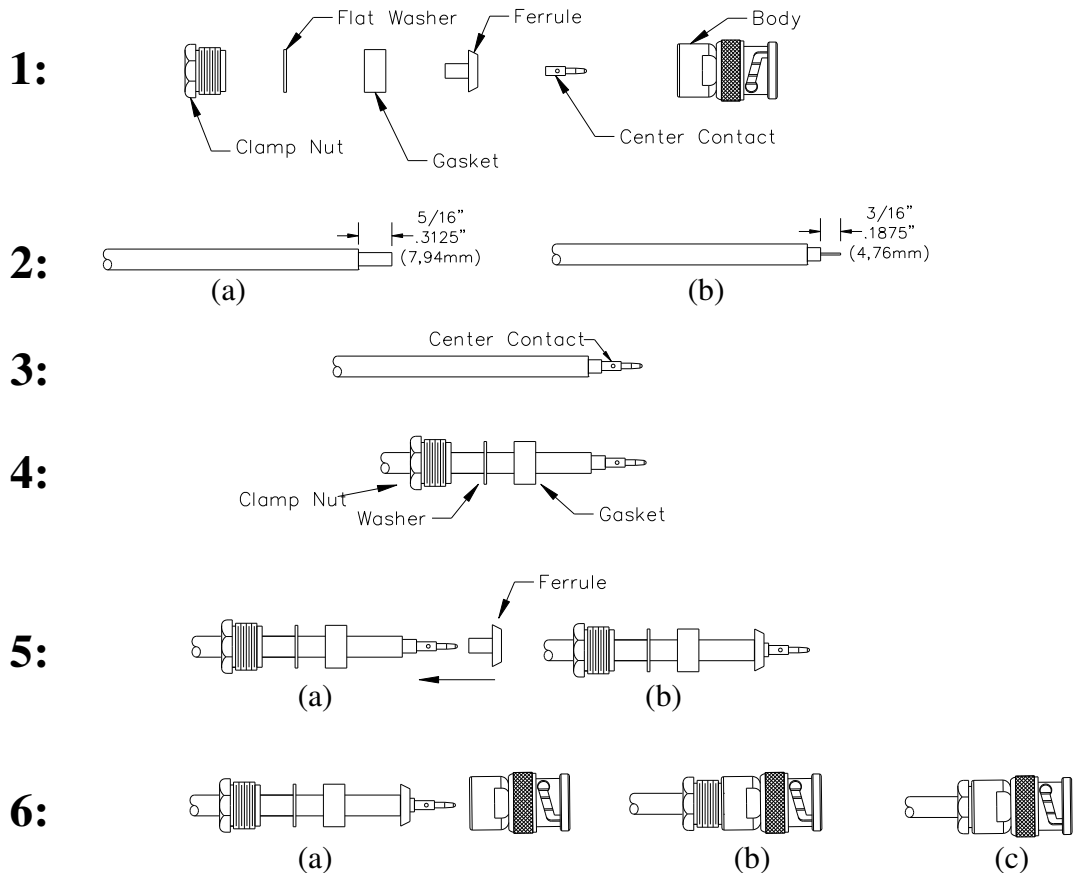 1:
Flat Washer
Ferrule
Body
Clamp Nut
Gasket
Center Contact
2:
5/16”
.3125”
(7,94mm)
(a)
3/16”
.1875”
(4,76mm)
(b)
3:
Center Contact
4:
Clamp Nut
Washer
Gasket
5:
Ferrule
(a)
(b)
6:
(a)
(b)
(c)